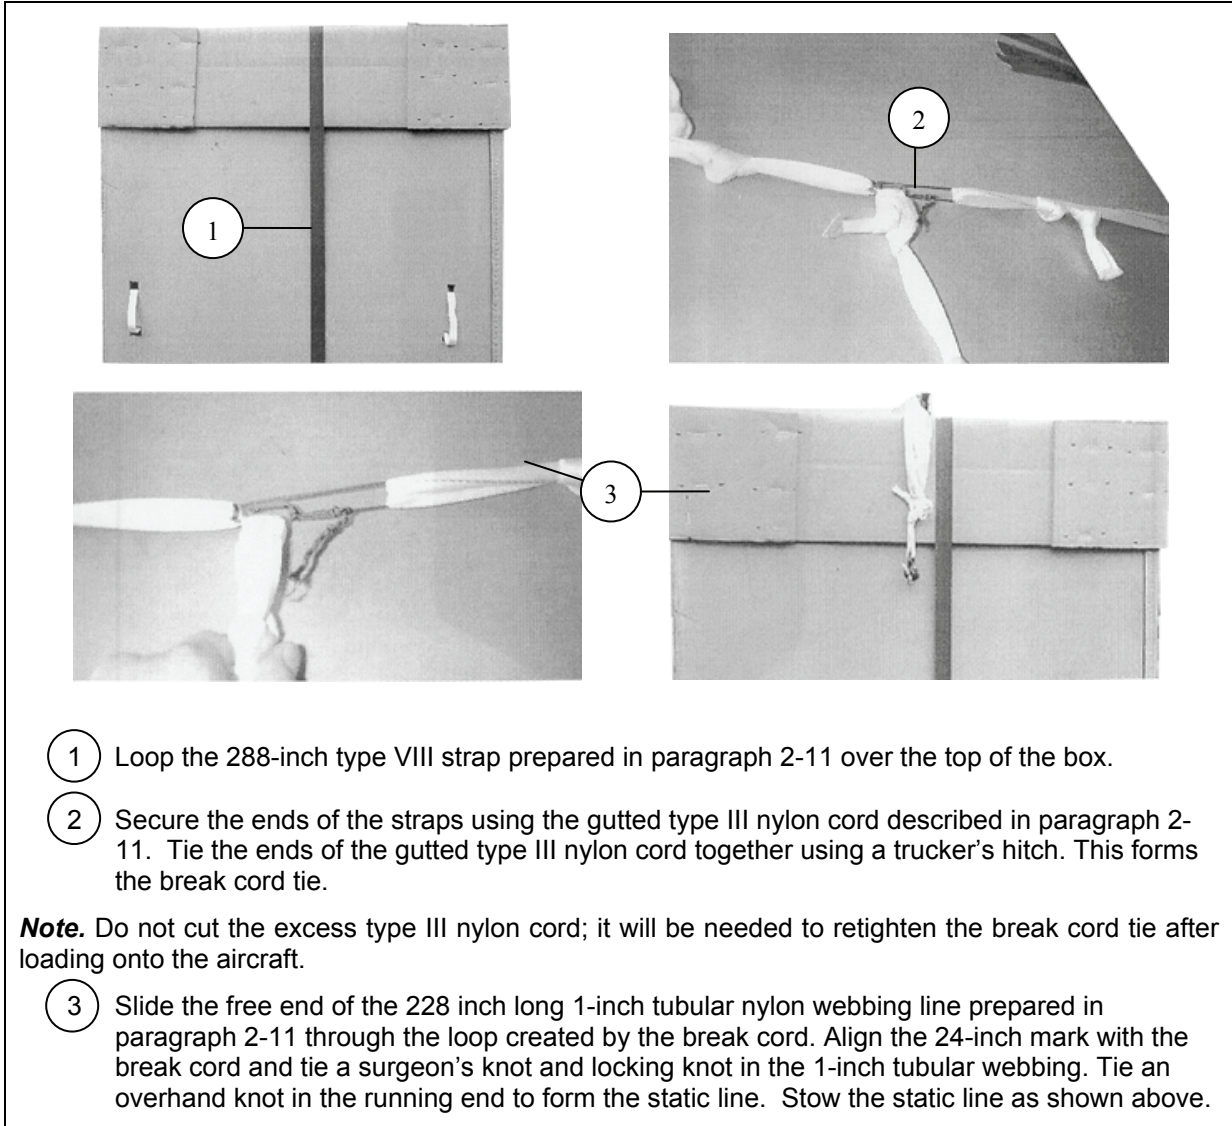 1
2
3
1 Loop the 288-inch type VIII strap prepared in paragraph 2-11 over the top of the box.
2 Secure the ends of the straps using the gutted type III nylon cord described in paragraph 2-
11. Tie the ends of the gutted type III nylon cord together using a trucker's hitch. This forms
the break cord tie.
Note. Do not cut the excess type III nylon cord; it will be needed to retighten the break cord tie after
loading onto the aircraft.
3 Slide the free end of the 228 inch long 1-inch tubular nylon webbing line prepared in
paragraph 2-11 through the loop created by the break cord. Align the 24-inch mark with the
break cord and tie a surgeon's knot and locking knot in the 1-inch tubular webbing. Tie an
overhand knot in the running end to form the static line. Stow the static line as shown above.